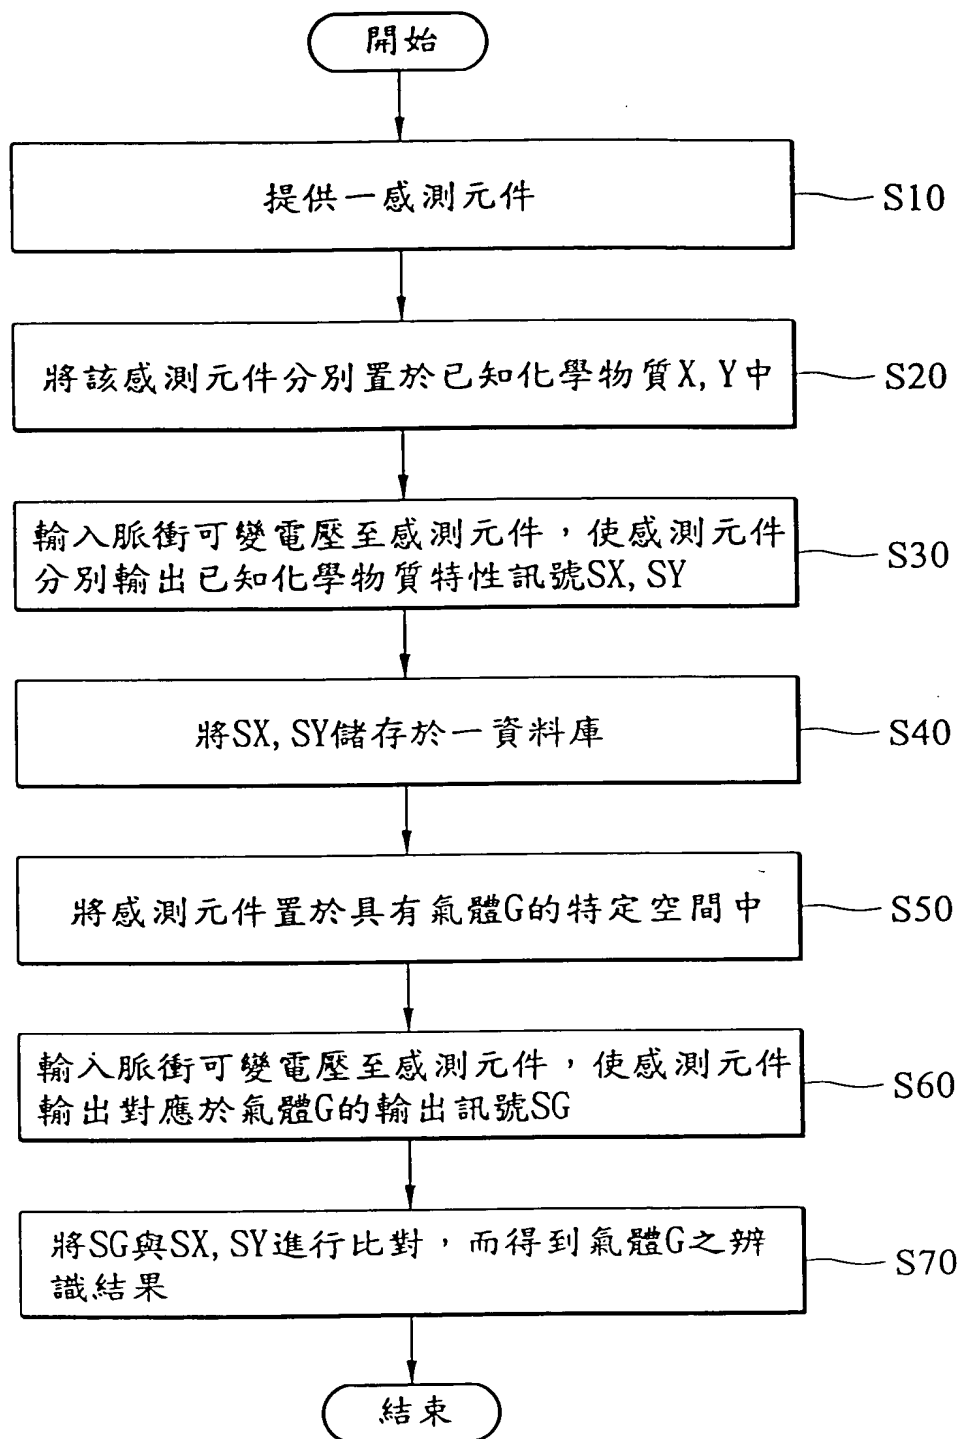 開始
提供一感測元件
S10
將該感測元件分別置於已知化學物質X, Y中
S20
輸入脈衝可變電壓至感測元件，使感測元件
分別輸出已知化學物質特性訊號SX, SY
S30
將SX, SY儲存於一資料庫
S40
將感測元件置於具有氣體G的特定空間中
S50
輸入脈衝可變電壓至感測元件，使感測元件
輸出對應於氣體G的輸出訊號SG
S60
將SG與SX, SY進行比對，而得到氣體G之辨
識結果
S70
結束